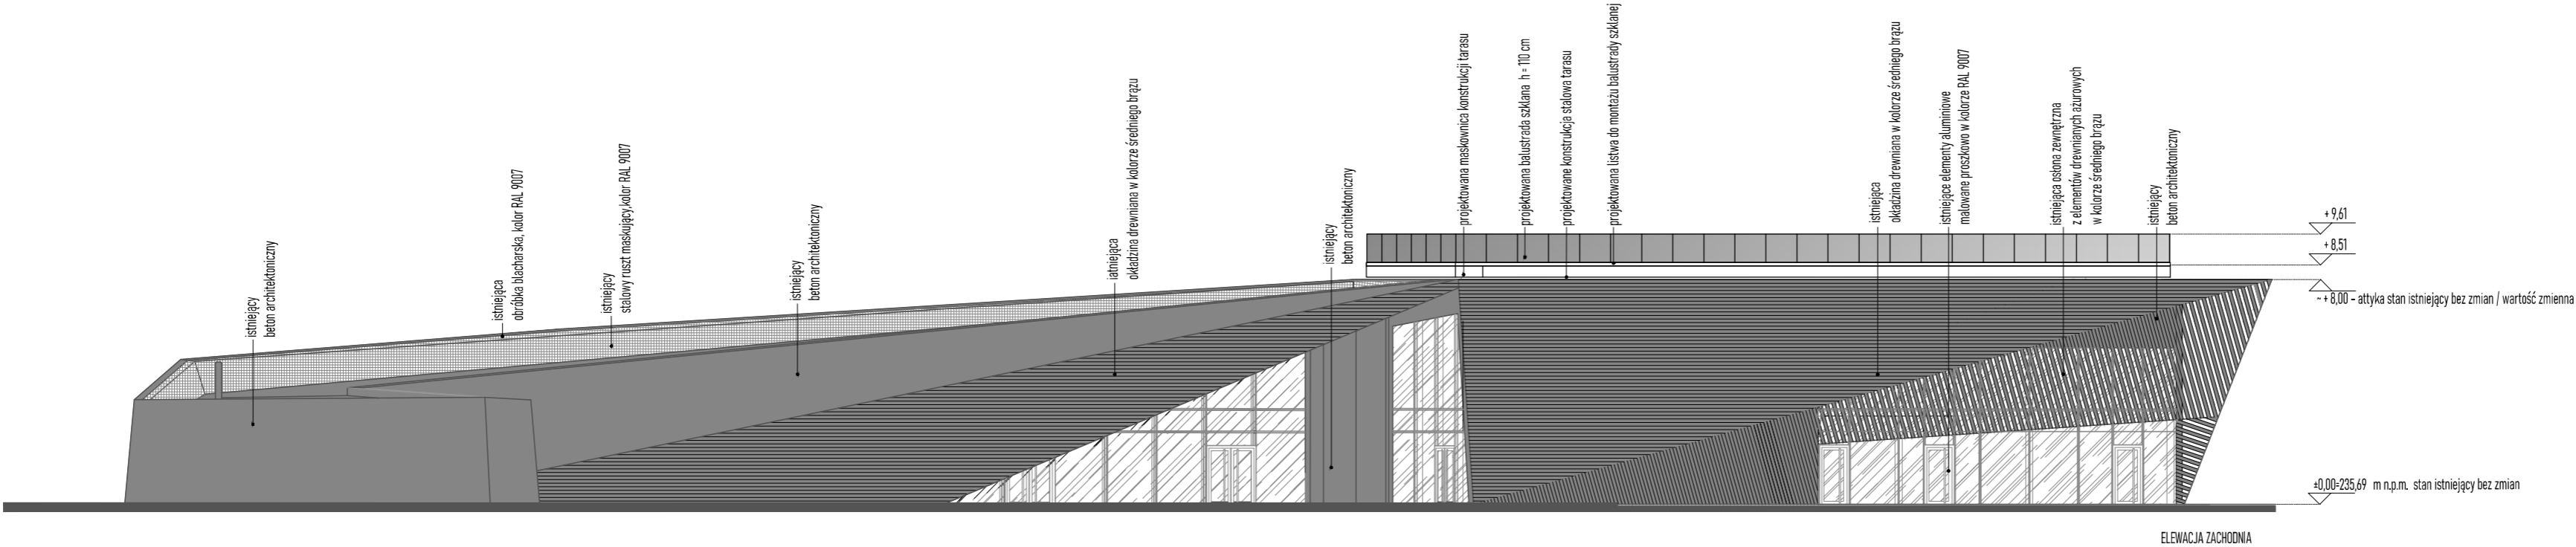 istniejący
beton architektoniczny
istniejąca
obróbka blacharska, kolor RAL 9007
istniejący
stalowy ruszt maskujący,kolor RAL 9007
istniejący
beton architektoniczny
iatniejąca
okładzina drewniana w kolorze średniego brązu
istniejący
beton architektoniczny
projektowana maskownica konstrukcji tarasu
projektowana balustrada szklana h = 110 cm
projektowane konstrukcja stalowa tarasu
projektowana listwa do montażu balustrady szklanej
istniejąca
okładzina drewniana w kolorze średniego brązu
istniejące elementy aluminiowe
malowane proszkowo w kolorze RAL 9007
istniejąca osłona zewnętrzna
z elementów drewnianych ażurowych
w kolorze średniego brązu
istniejący
beton architektoniczny
+ 9,61
+ 8,51
~ + 8,00 - attyka stan istniejący bez zmian / wartość zmienna
±0,00=235,69 m n.p.m. stan istniejący bez zmian
ELEWACJA ZACHODNIA